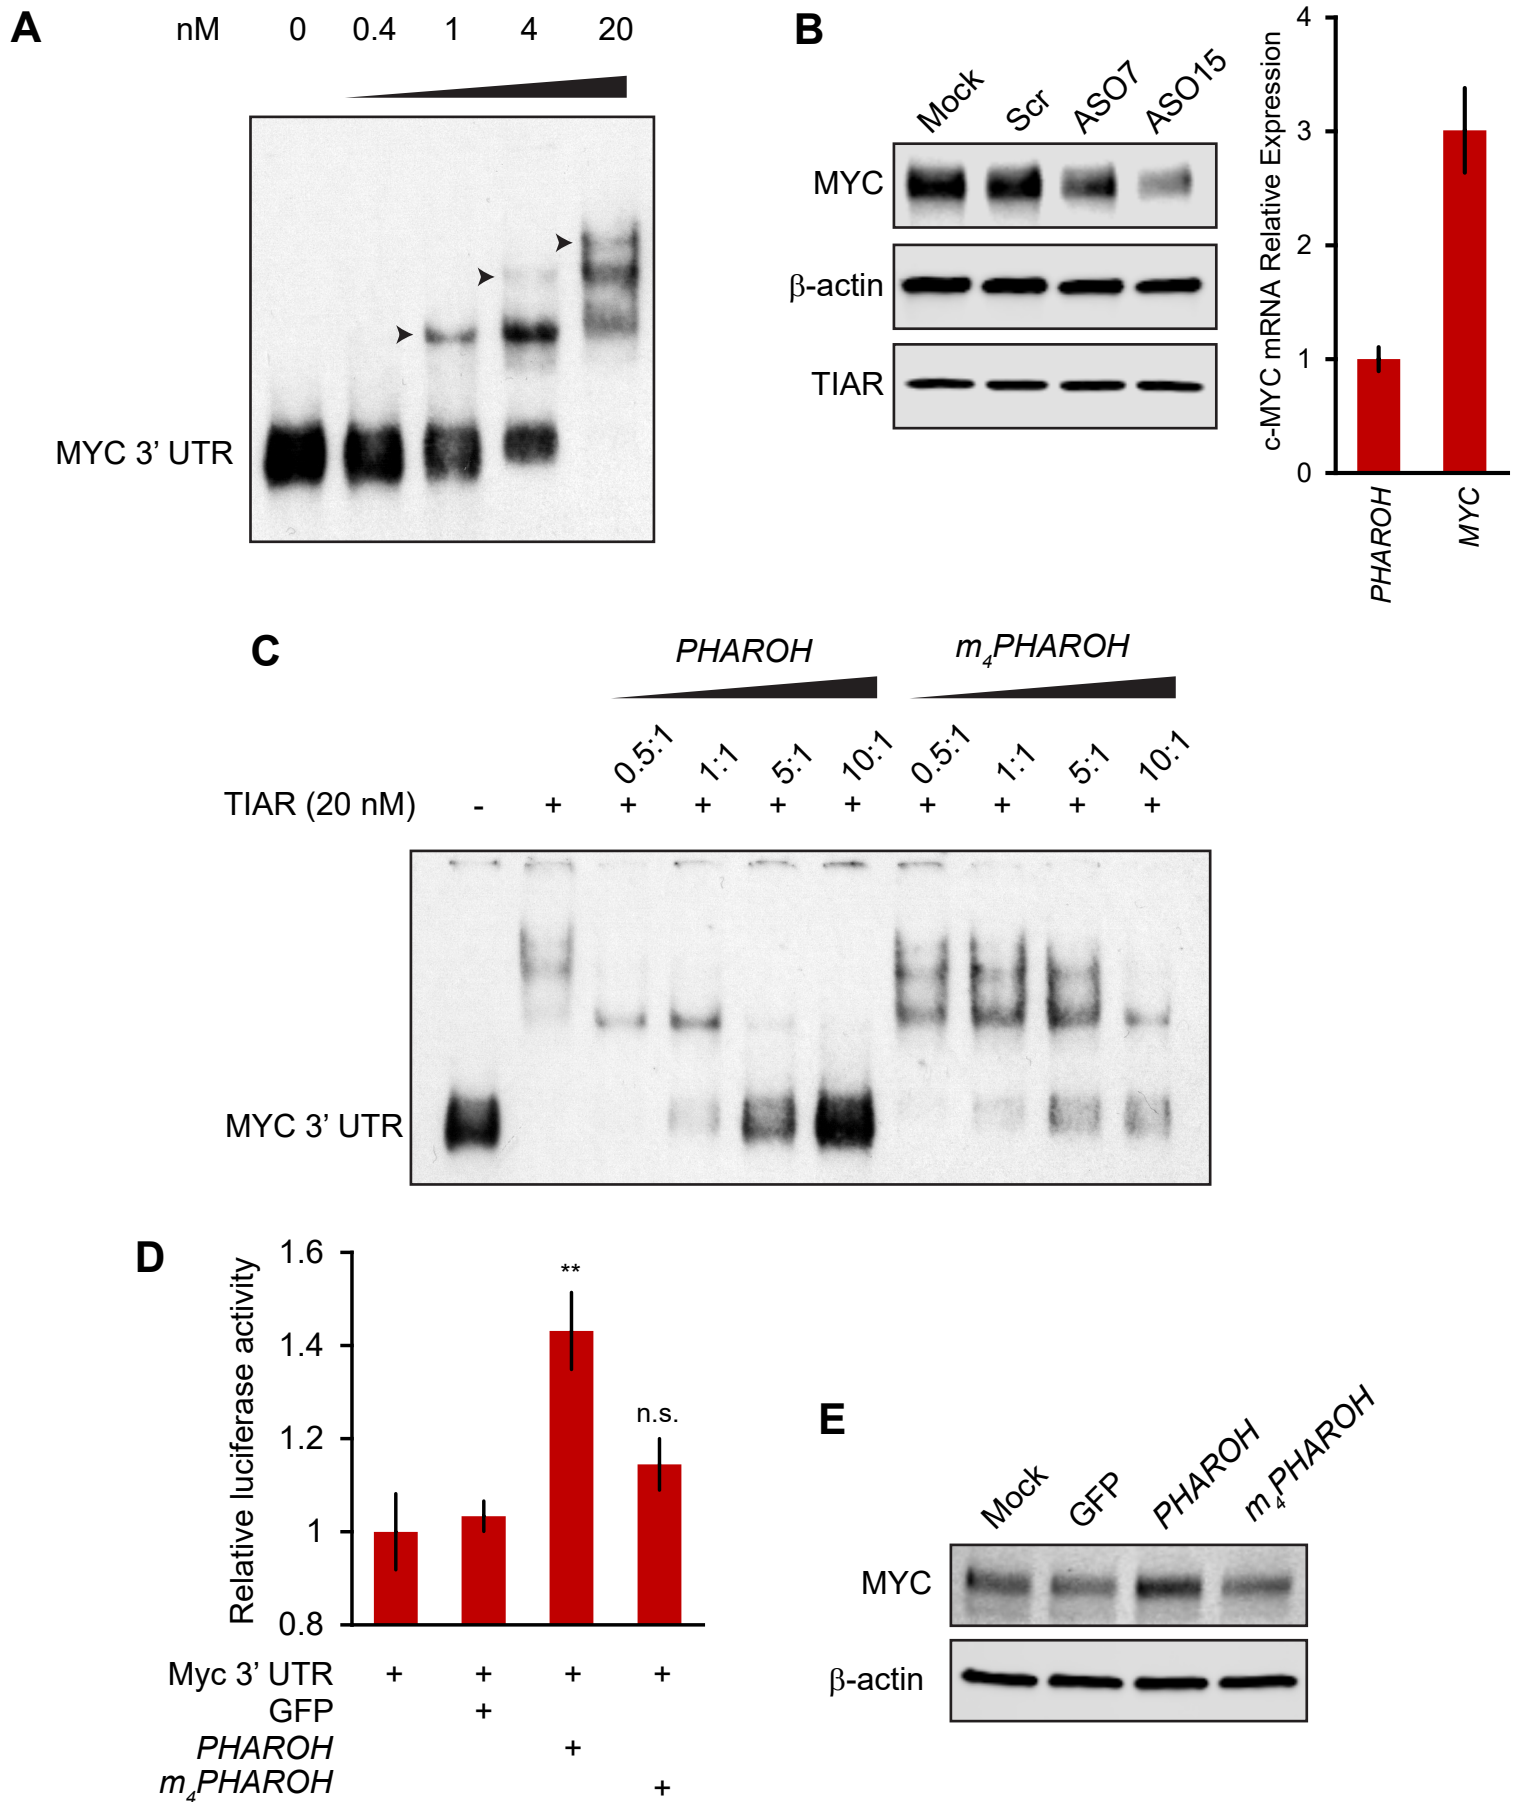 A
nM 0 0.4 1 4 20
MYC 3’ UTR
B
Mock Scr ASO7 ASO15
MYC
β-actin
TIAR
c-MYC mRNA Relative Expression
4
3
2
1
0
PHAROH MYC
C
PHAROH m4PHAROH
0.5:1 1:1 5:1 10:1 0.5:1 1:1 5:1 10:1
TIAR (20 nM) - + + + + + + + + +
MYC 3’ UTR
D
Relative luciferase activity
1.6
1.4
1.2
1
0.8
**
n.s.
Myc 3’ UTR + + + +
GFP +
PHAROH +
m4PHAROH +
E
Mock GFP PHAROH m4PHAROH
MYC
β-actin